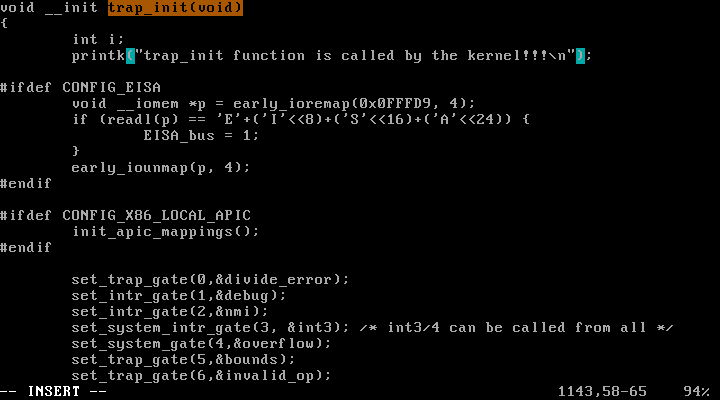 void __init trap_init(void)
{
        int i;
        printk("trap_init function is called by the kernel!!!\n");

#ifdef CONFIG_EISA
        void __iomem *p = early_ioremap(0x0FFFD9, 4);
        if (readl(p) == 'E'+('I'<<8)+('S'<<16)+('A'<<24)) {
                EISA_bus = 1;
        }
        early_iounmap(p, 4);
#endif

#ifdef CONFIG_X86_LOCAL_APIC
        init_apic_mappings();
#endif

        set_trap_gate(0,&divide_error);
        set_intr_gate(1,&debug);
        set_intr_gate(2,&nmi);
        set_system_intr_gate(3, &int3); /* int3/4 can be called from all */
        set_system_gate(4,&overflow);
        set_trap_gate(5,&bounds);
        set_trap_gate(6,&invalid_op);
-- INSERT --                                                  1143,58-65    94%